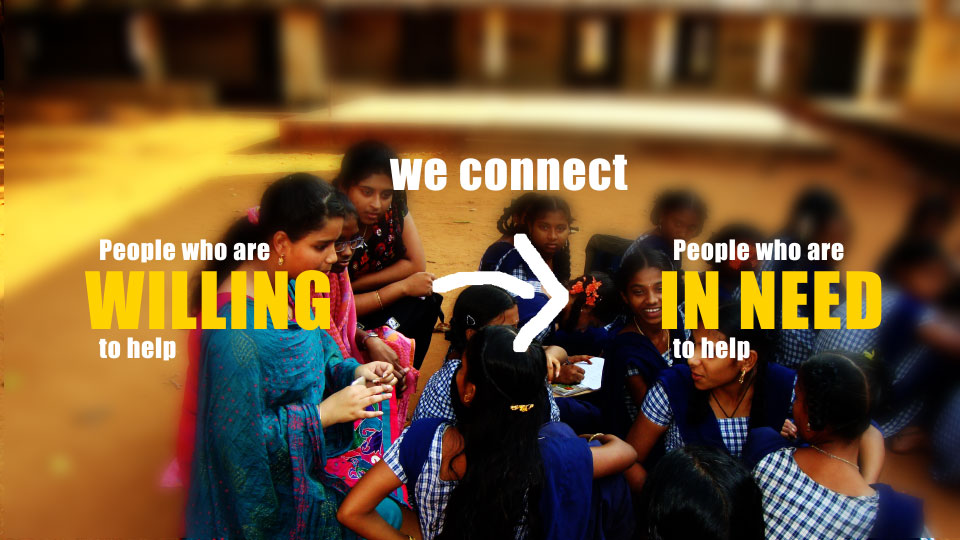 we connect
People who are
WILLING
to help
People who are
IN NEED
to help